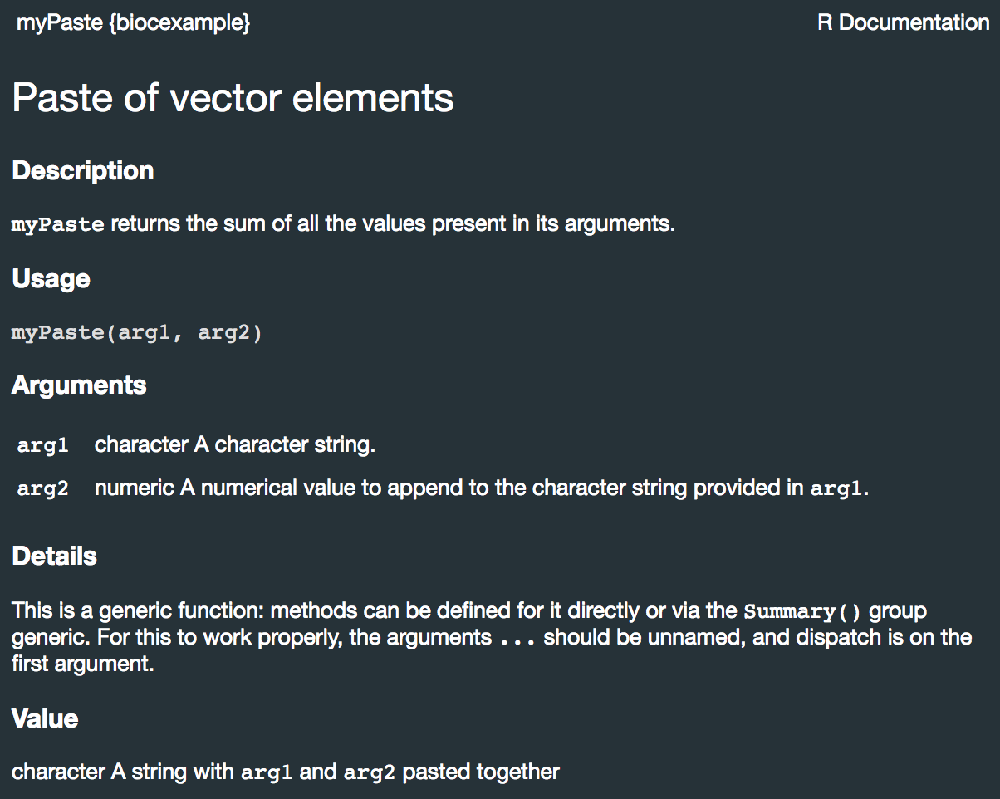 myPaste {biocexample} R Documentation
Paste of vector elements
Description
myPaste returns the sum of all the values present in its arguments.
Usage
myPaste(arg1, arg2)
Arguments
arg1 character A character string.
arg2 numeric A numerical value to append to the character string provided in arg1.
Details
This is a generic function: methods can be defined for it directly or via the Summary() group
generic. For this to work properly, the arguments ... should be unnamed, and dispatch is on the
first argument.
Value
character A string with arg1 and arg2 pasted together